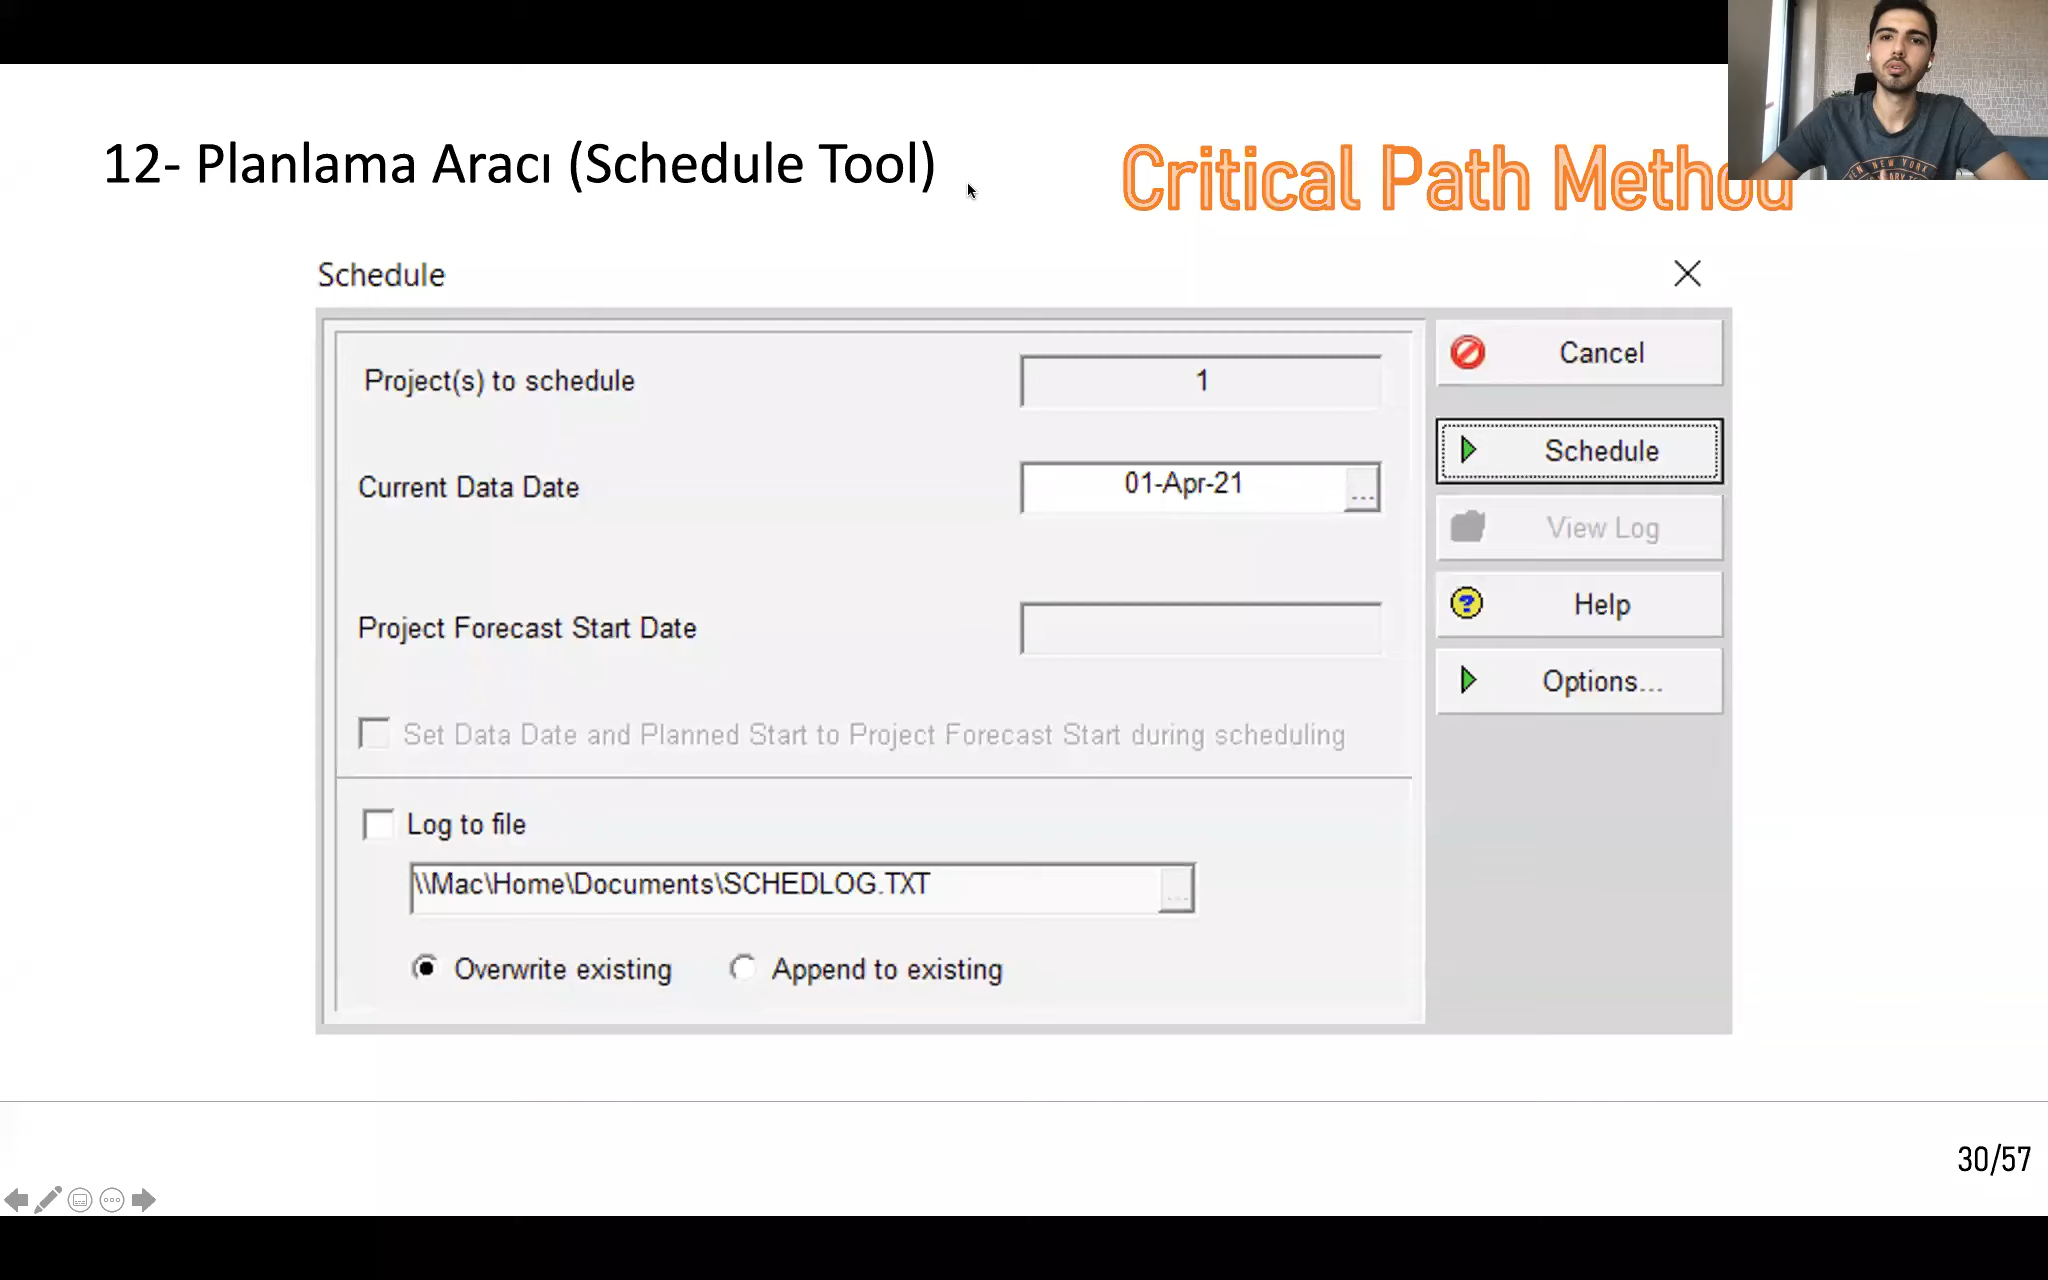 12- Planlama Aracı (Schedule Tool)
Critical Path Method
Schedule
Project(s) to schedule
1
Current Data Date
01-Apr-21
...
Project Forecast Start Date
Set Data Date and Planned Start to Project Forecast Start during scheduling
Log to file
\\Mac\Home\Documents\SCHEDLOG.TXT
...
Overwrite existing
Append to existing
Cancel
Schedule
View Log
Help
Options...
NEW YORK
30/57